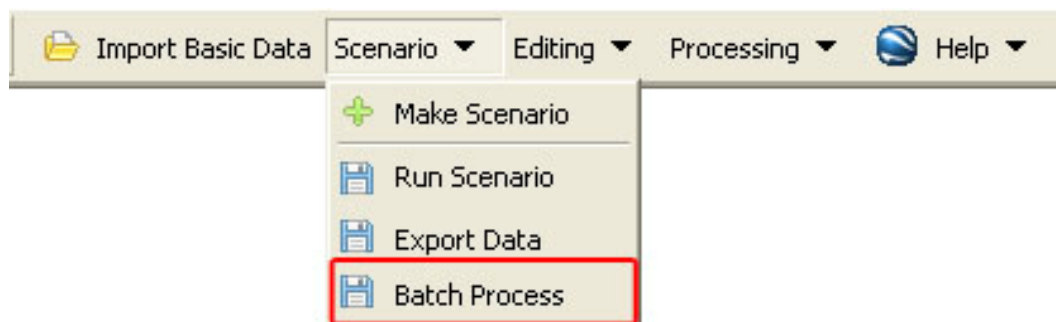 Import Basic Data Scenario Editing Processing Help
Make Scenario
Run Scenario
Export Data
Batch Process